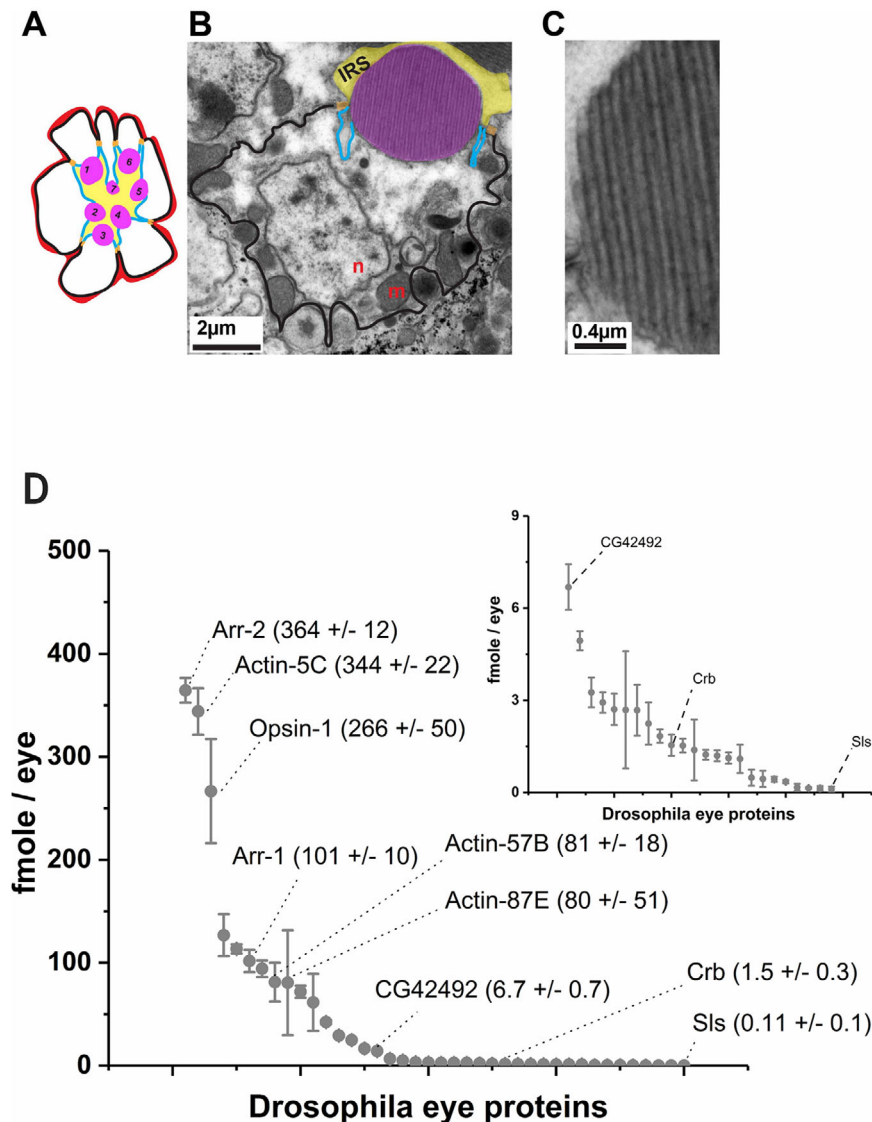 A
B
C
1
6
7
5
2
4
3
IRS
n
m
2µm
0.4µm
D
fmole / eye
500
400
300
200
100
0
Arr-2 (364 +/- 12)
Actin-5C (344 +/- 22)
Opsin-1 (266 +/- 50)
Arr-1 (101 +/- 10)
Actin-57B (81 +/- 18)
Actin-87E (80 +/- 51)
CG42492 (6.7 +/- 0.7)
Crb (1.5 +/- 0.3)
Sls (0.11 +/- 0.1)
Drosophila eye proteins
fmole / eye
9
6
3
0
CG42492
Crb
Sls
Drosophila eye proteins